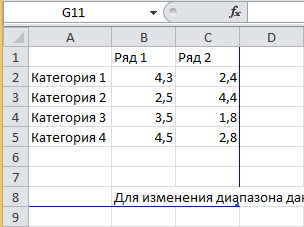 G11 fx
A B C D
1 Ряд 1 Ряд 2
2 Категория 1 4,3 2,4
3 Категория 2 2,5 4,4
4 Категория 3 3,5 1,8
5 Категория 4 4,5 2,8
6
7
8 Для изменения диапазона дан
9